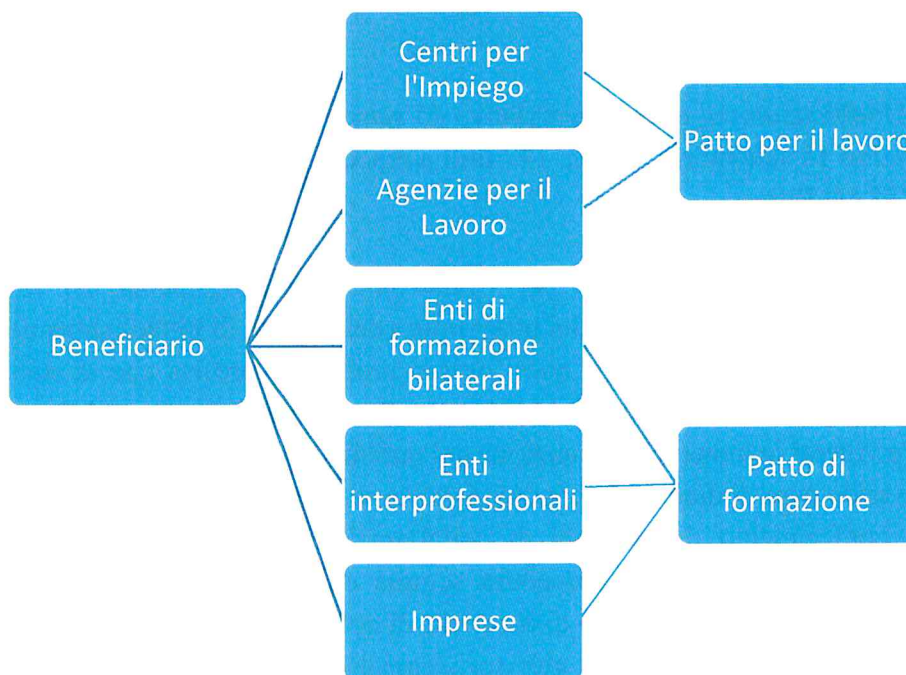 Centri per
l'Impiego
Patto per il lavoro
Agenzie per il
Lavoro
Beneficiario
Enti di
formazione
bilaterali
Enti
interprofessionali
Patto di
formazione
Imprese